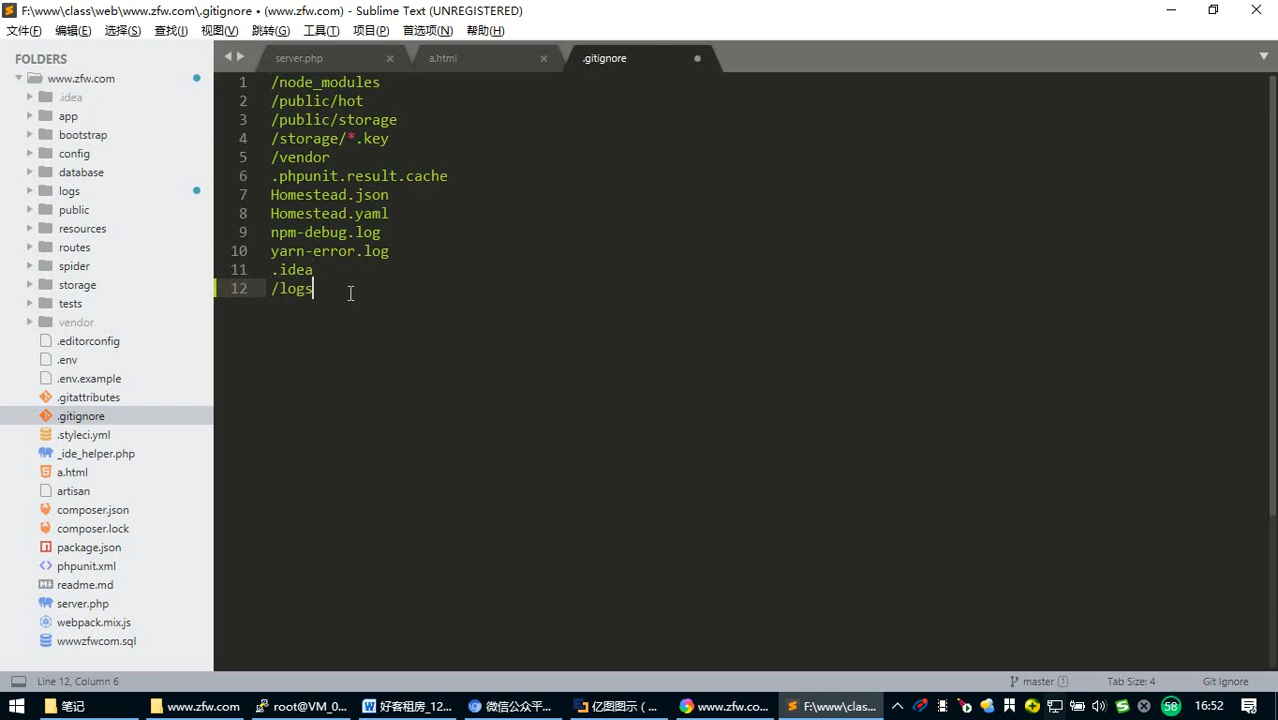 F:\www\class\web\www.zfw.com\.gitignore • (www.zfw.com) - Sublime Text (UNREGISTERED)
文件(F) 编辑(E) 选择(S) 查找(I) 视图(V) 跳转(G) 工具(T) 项目(P) 首选项(N) 帮助(H)
FOLDERS
www.zfw.com
.idea
app
bootstrap
config
database
logs
public
resources
routes
spider
storage
tests
vendor
.editorconfig
.env
.env.example
.gitattributes
.gitignore
.styleci.yml
_ide_helper.php
a.html
artisan
composer.json
composer.lock
package.json
phpunit.xml
readme.md
server.php
webpack.mix.js
wwwzfwcom.sql
server.php a.html .gitignore
1 /node_modules
2 /public/hot
3 /public/storage
4 /storage/*.key
5 /vendor
6 .phpunit.result.cache
7 Homestead.json
8 Homestead.yaml
9 npm-debug.log
10 yarn-error.log
11 .idea
12 /logs
Line 12, Column 6 master 1 Tab Size: 4 Git Ignore
笔记 www.zfw.com root@VM_0... 好客租房_12... 微信公众平... 亿图图示 (... www.zfw.co... F:\www\clas... 58 16:52